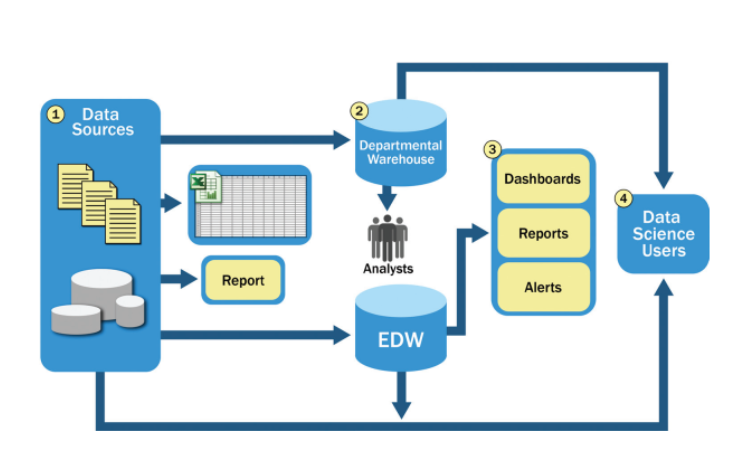 1
Data
Sources
2
Departmental
Warehouse
3
Dashboards
Reports
Alerts
4
Data
Science
Users
X
Report
Analysts
EDW